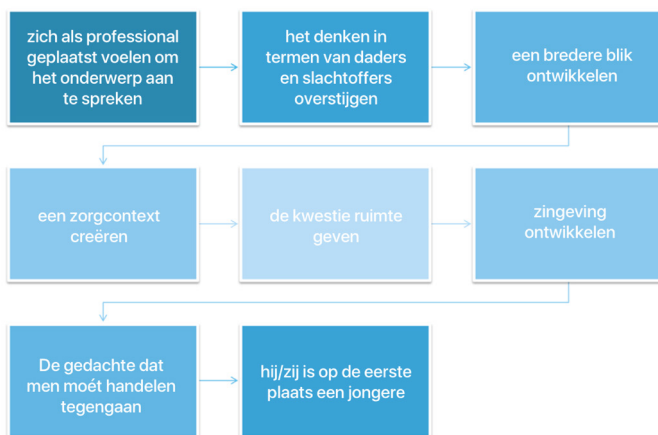 zich als professional
geplaatst voelen om
het onderwerp aan
te spreken
het denken in
termen van daders
en slachtoffers
overstijgen
een bredere blik
ontwikkelen
een zorgcontext
creëren
de kwestie ruimte
geven
zingeving
ontwikkelen
De gedachte dat
men moét handelen
tegengaan
hij/zij is op de eerste
plaats een jongere